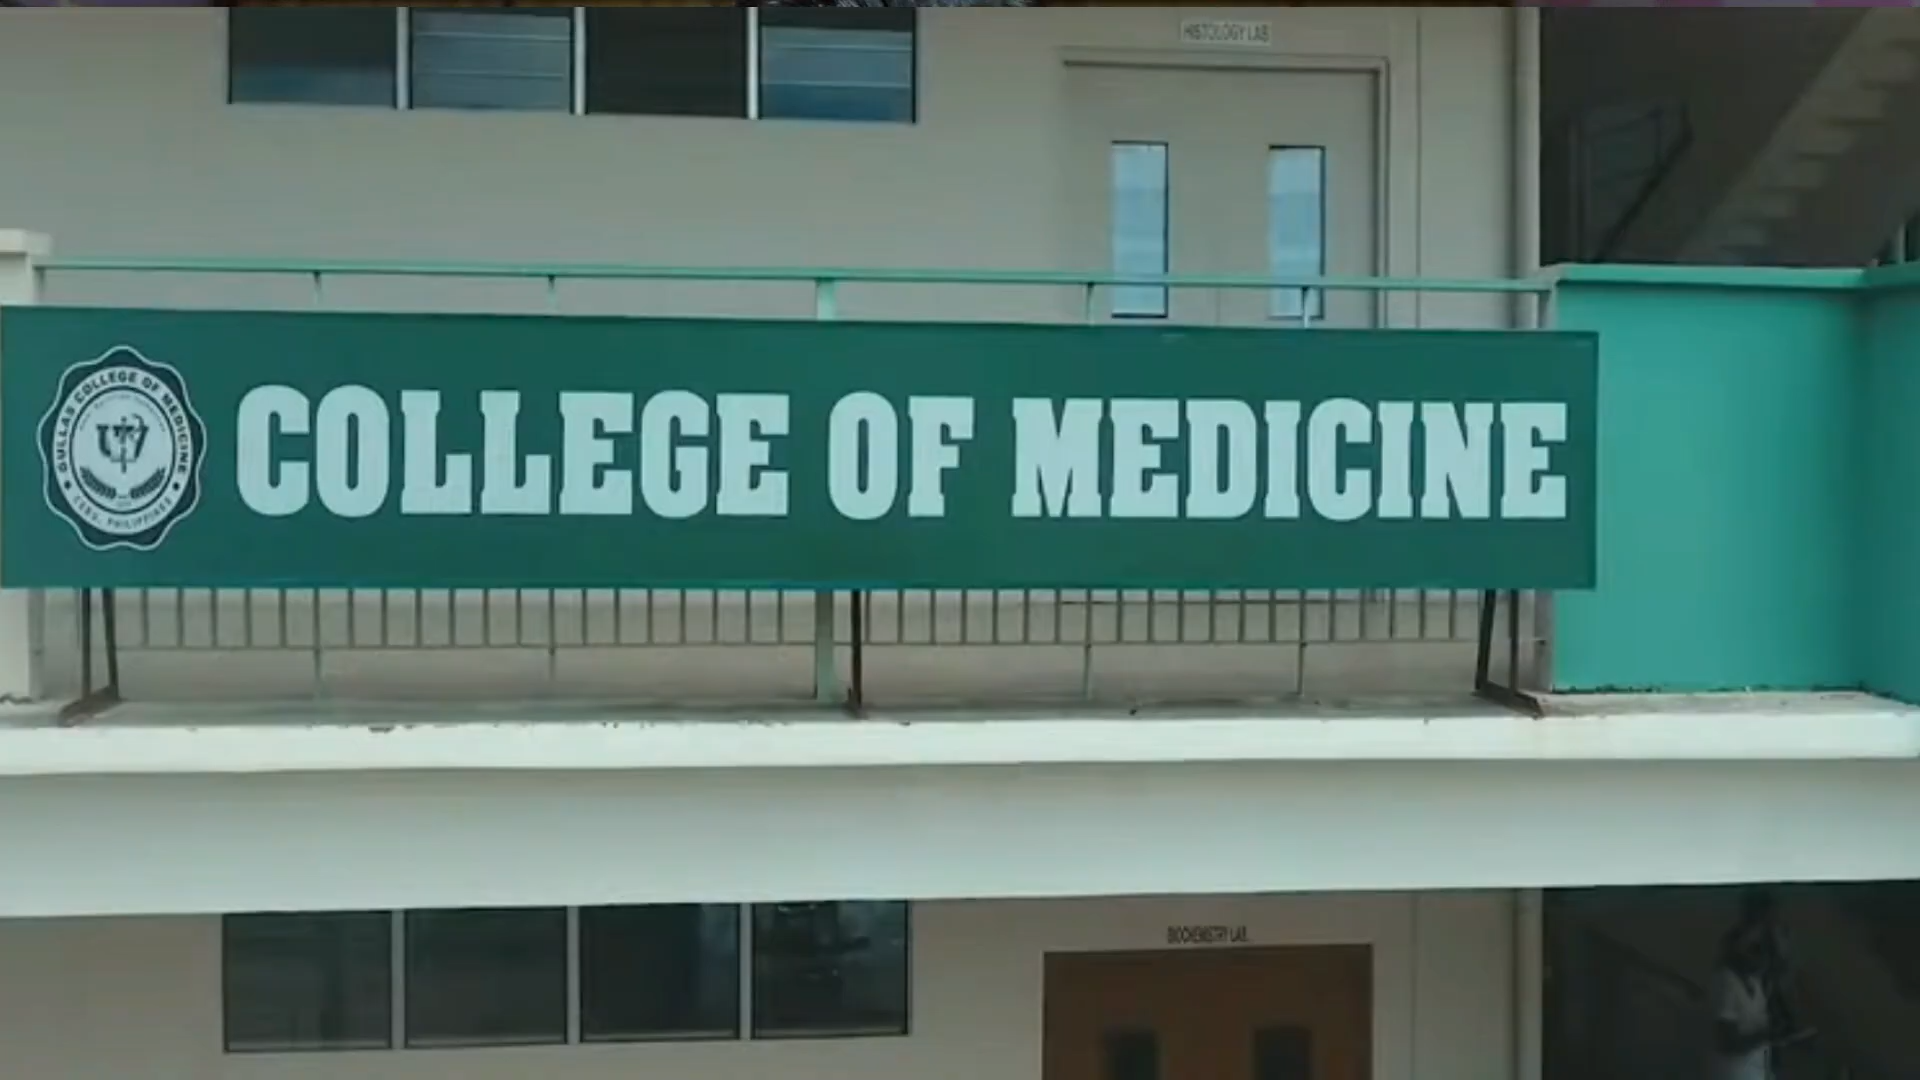 HISTOLOGY LAB
GULLAS COLLEGE OF MEDICINE
CEBU, PHILIPPINES
COLLEGE OF MEDICINE
BIOCHEMISTRY LAB.